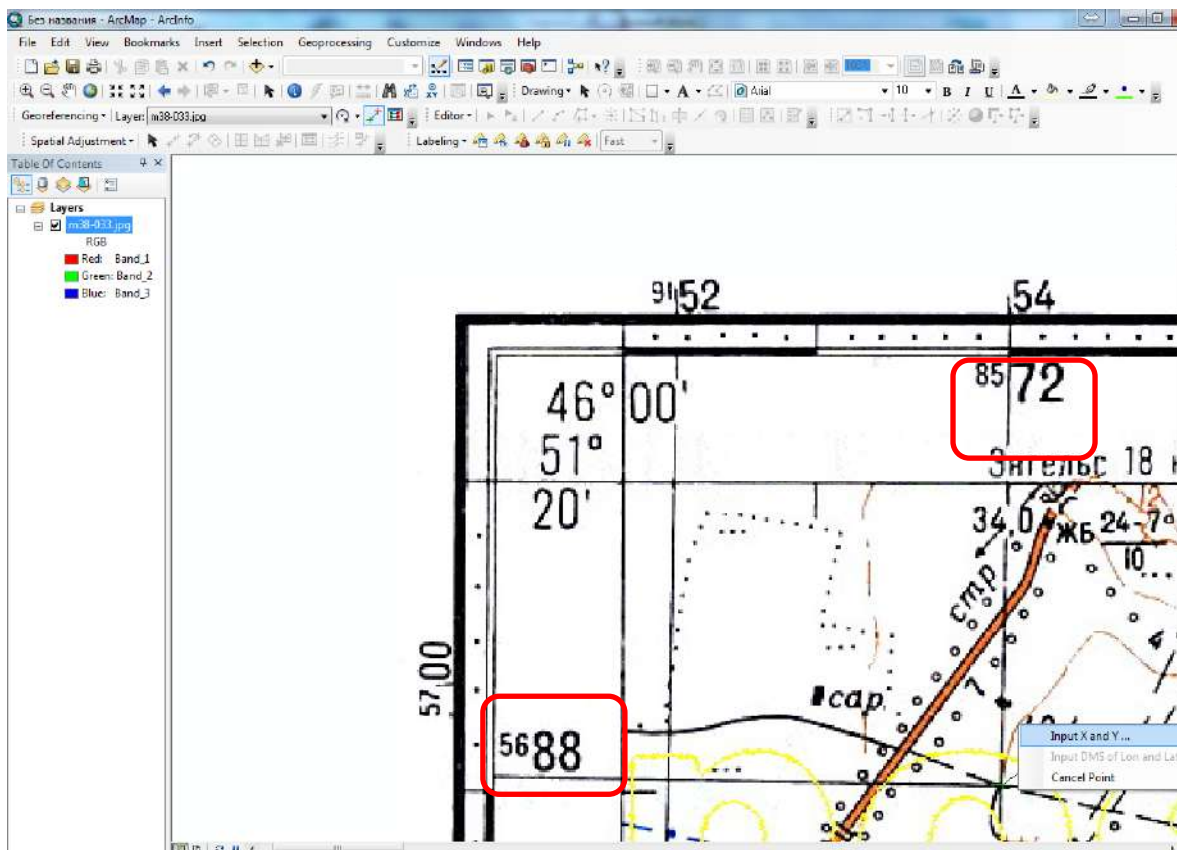 Без названия - ArcMap - ArcInfo
File Edit View Bookmarks Insert Selection Geoprocessing Customize Windows Help
100%
Drawing A Arial 10 B I U A
Georeferencing Layer: m38-033.jpg Editor
Spatial Adjustment Labeling Fast
Table Of Contents
Layers
m38-033.jpg
RGB
Red: Band_1
Green: Band_2
Blue: Band_3
91 52 54
85 72
46° 00'
51°
20'
Энгельс 18
34,0 ЖБ 24-7
10
стр
57 00
7
4
сар.
56 88
Input X and Y ...
Input DMS of Lon and Lat
Cancel Point